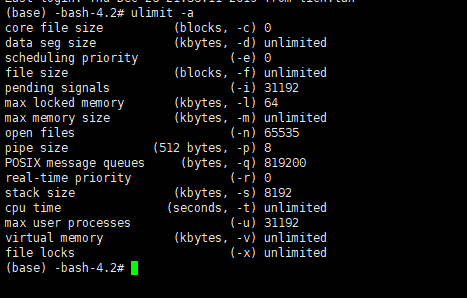 (base) -bash-4.2# ulimit -a
core file size          (blocks, -c) 0
data seg size           (kbytes, -d) unlimited
scheduling priority             (-e) 0
file size               (blocks, -f) unlimited
pending signals                 (-i) 31192
max locked memory       (kbytes, -l) 64
max memory size         (kbytes, -m) unlimited
open files                      (-n) 65535
pipe size            (512 bytes, -p) 8
POSIX message queues     (bytes, -q) 819200
real-time priority              (-r) 0
stack size              (kbytes, -s) 8192
cpu time               (seconds, -t) unlimited
max user processes              (-u) 31192
virtual memory          (kbytes, -v) unlimited
file locks                      (-x) unlimited
(base) -bash-4.2#